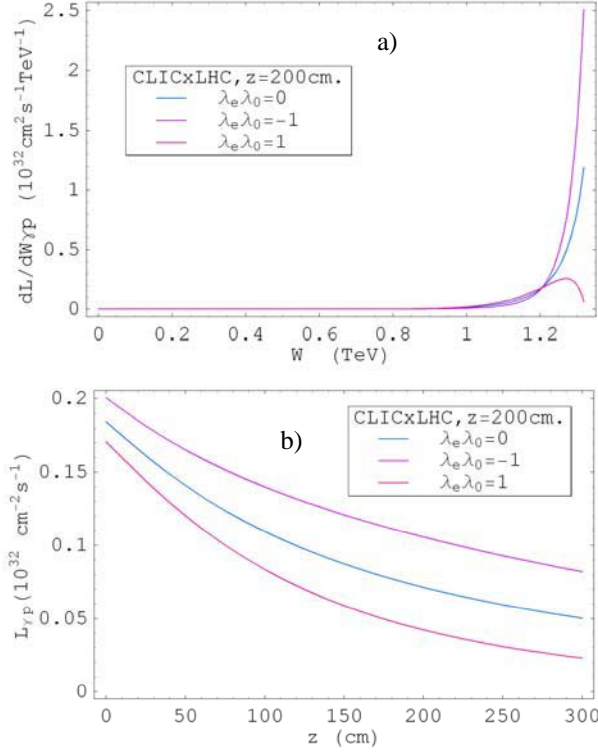 a)
CLICxLHC,z=200cm.
λeλ0=0
λeλ0=-1
λeλ0=1
dL/dWγp (10³²cm⁻²s⁻¹TeV⁻¹)
2.5
2
1.5
1
0.5
0
0 0.2 0.4 0.6 0.8 1 1.2
W (TeV)
b)
CLICxLHC,z=200cm.
λeλ0=0
λeλ0=-1
λeλ0=1
Lγp(10³² cm⁻²s⁻¹)
0.2
0.15
0.1
0.05
0
0 50 100 150 200 250 300
z (cm)